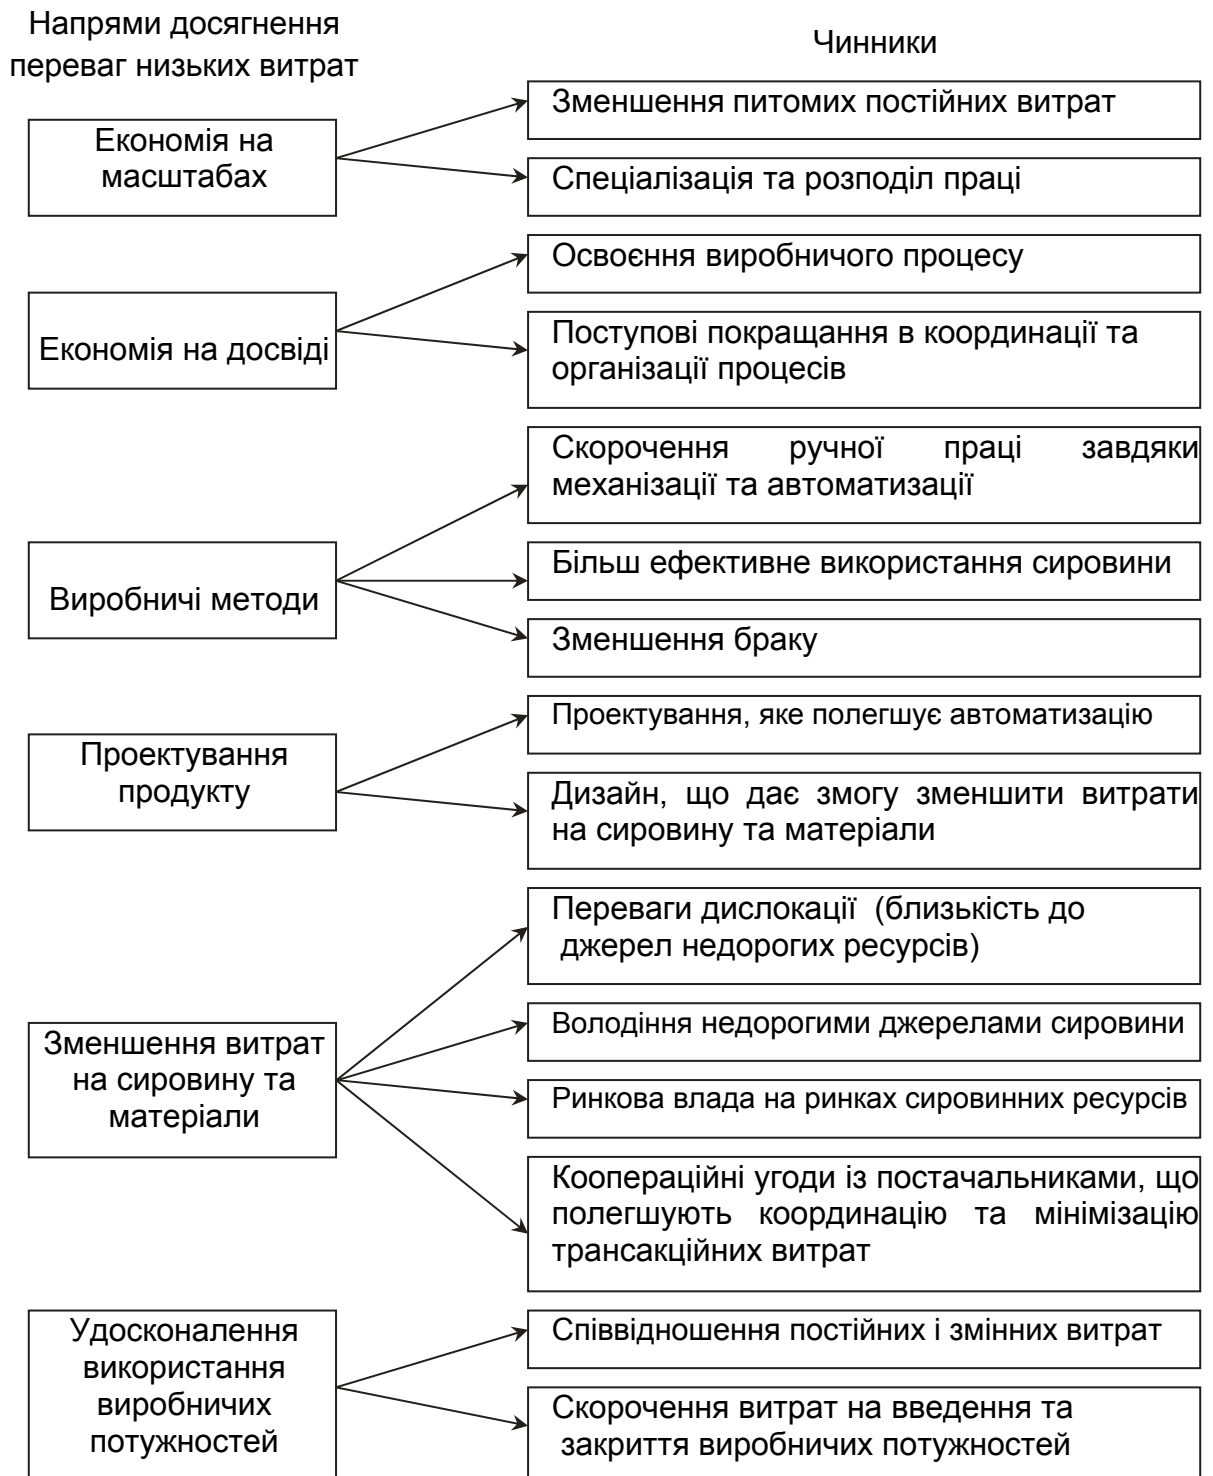 Напрями досягнення
переваг низьких витрат
Чинники
Економія на
масштабах
Зменшення питомих постійних витрат
Спеціалізація та розподіл праці
Економія на досвіді
Освоєння виробничого процесу
Поступові покращання в координації та
організації процесів
Виробничі методи
Скорочення ручної праці завдяки
механізації та автоматизації
Більш ефективне використання сировини
Зменшення браку
Проектування
продукту
Проектування, яке полегшує автоматизацію
Дизайн, що дає змогу зменшити витрати
на сировину та матеріали
Зменшення витрат
на сировину та
матеріали
Переваги дислокації (близькість до
джерел недорогих ресурсів)
Володіння недорогими джерелами сировини
Ринкова влада на ринках сировинних ресурсів
Коопераційні угоди із постачальниками, що
полегшують координацію та мінімізацію
трансакційних витрат
Удосконалення
використання
виробничих
потужностей
Співвідношення постійних і змінних витрат
Скорочення витрат на введення та
закриття виробничих потужностей